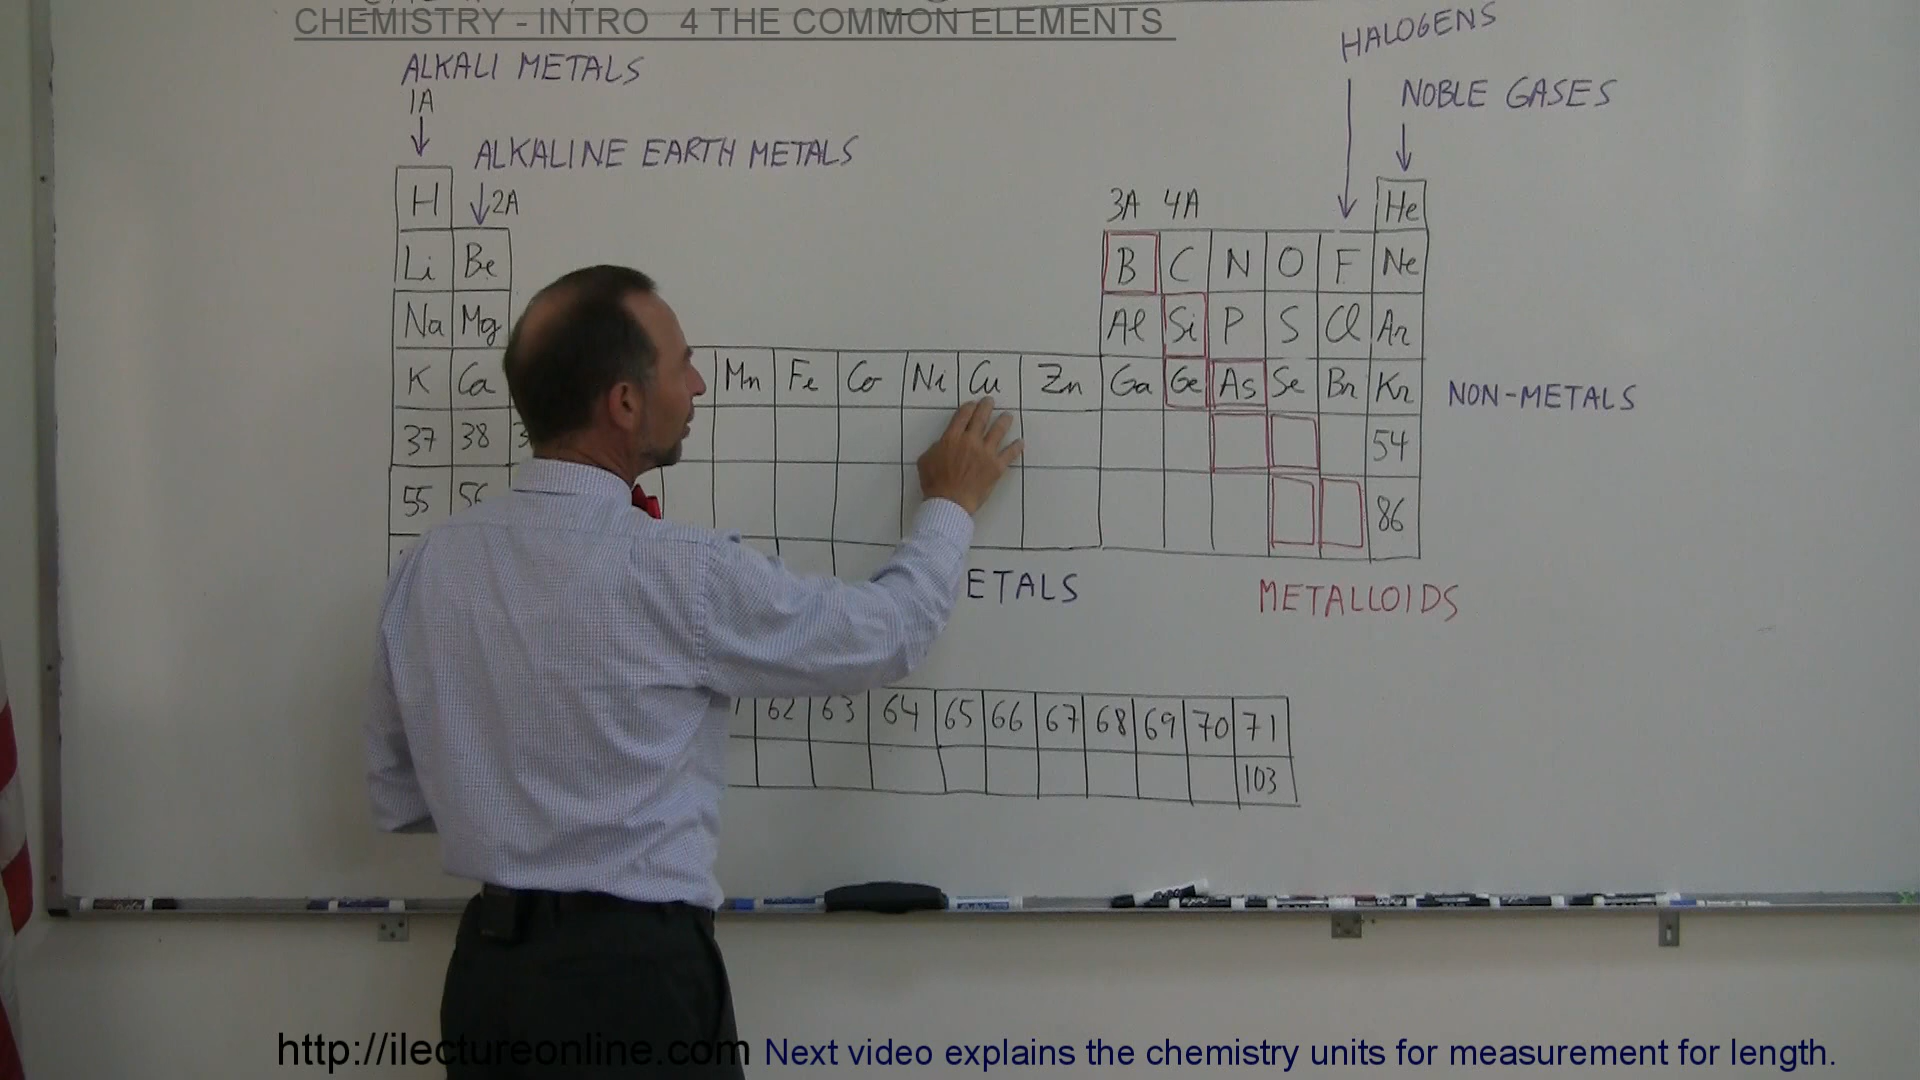 CHEMISTRY - INTRO 4 THE COMMON ELEMENTS
HALOGENS
ALKALI METALS
NOBLE GASES
1A
ALKALINE EARTH METALS
2A 3A 4A
H He
Li Be B C N O F Ne
Na Mg Al Si P S Cl Ar
K Ca Mn Fe Co Ni Cu Zn Ga Ge As Se Br Kr
NON-METALS
37 38 3 54
55 56 86
ETALS
METALLOIDS
1 62 63 64 65 66 67 68 69 70 71
103
http://ilectureonline.com Next video explains the chemistry units for measurement for length.